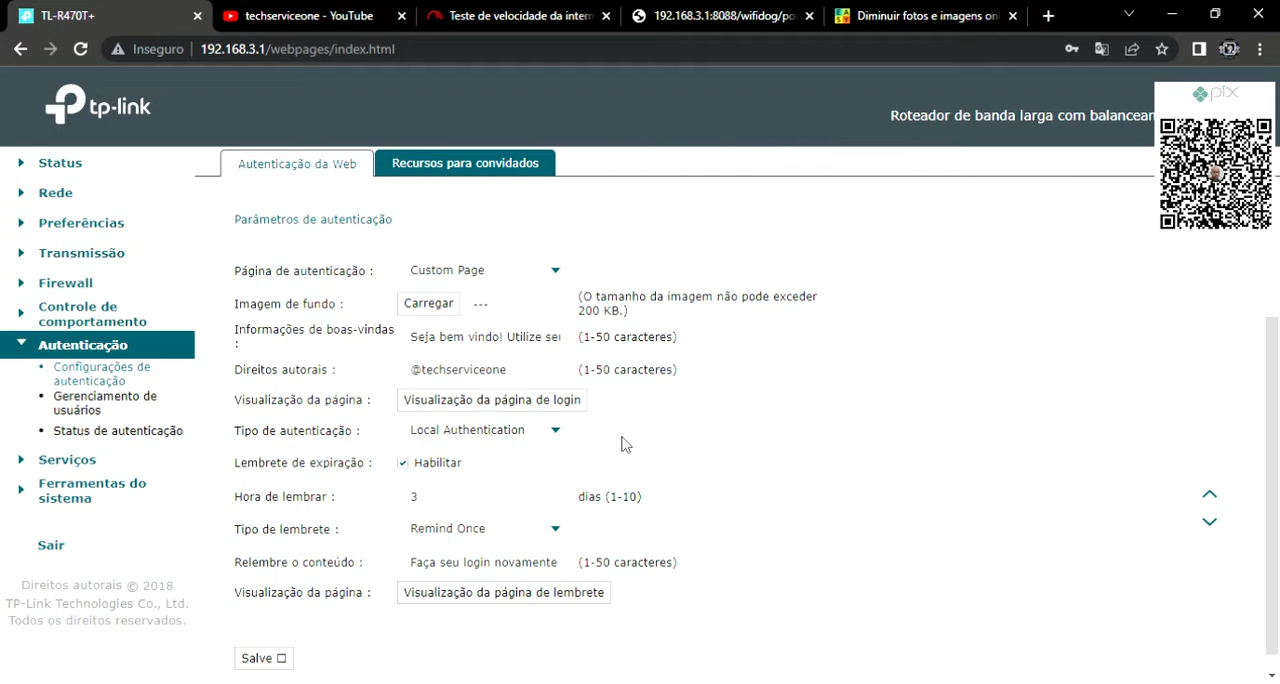 TL-R470T+
techserviceone - YouTube
Teste de velocidade da intern
192.168.3.1:8088/wifidog/po
Diminuir fotos e imagens onl
Inseguro
192.168.3.1/webpages/index.html
tp-link
Roteador de banda larga com balancean
pix
Status
Rede
Preferências
Transmissão
Firewall
Controle de
comportamento
Autenticação
Configurações de
autenticação
Gerenciamento de
usuários
Status de autenticação
Serviços
Ferramentas do
sistema
Sair
Direitos autorais © 2018
TP-Link Technologies Co., Ltd.
Todos os direitos reservados.
Autenticação da Web
Recursos para convidados
Parâmetros de autenticação
Página de autenticação : Custom Page
Imagem de fundo : Carregar --- (O tamanho da imagem não pode exceder
200 KB.)
Informações de boas-vindas
: Seja bem vindo! Utilize seu (1-50 caracteres)
Direitos autorais : @techserviceone (1-50 caracteres)
Visualização da página : Visualização da página de login
Tipo de autenticação : Local Authentication
Lembrete de expiração : Habilitar
Hora de lembrar : 3 dias (1-10)
Tipo de lembrete : Remind Once
Relembre o conteúdo : Faça seu login novamente (1-50 caracteres)
Visualização da página : Visualização da página de lembrete
Salve